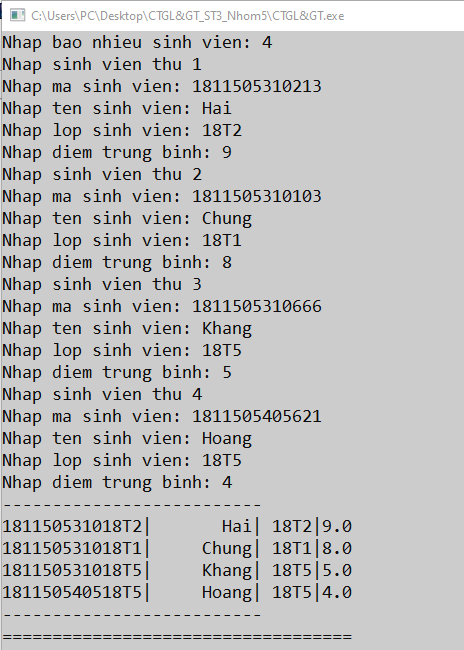 C:\Users\PC\Desktop\CTGL&GT_ST3_Nhom5\CTGL&GT.exe
Nhap bao nhieu sinh vien: 4
Nhap sinh vien thu 1
Nhap ma sinh vien: 1811505310213
Nhap ten sinh vien: Hai
Nhap lop sinh vien: 18T2
Nhap diem trung binh: 9
Nhap sinh vien thu 2
Nhap ma sinh vien: 1811505310103
Nhap ten sinh vien: Chung
Nhap lop sinh vien: 18T1
Nhap diem trung binh: 8
Nhap sinh vien thu 3
Nhap ma sinh vien: 1811505310666
Nhap ten sinh vien: Khang
Nhap lop sinh vien: 18T5
Nhap diem trung binh: 5
Nhap sinh vien thu 4
Nhap ma sinh vien: 1811505405621
Nhap ten sinh vien: Hoang
Nhap lop sinh vien: 18T5
Nhap diem trung binh: 4
--------------------------
181150531018T2|       Hai| 18T2|9.0
181150531018T1|     Chung| 18T1|8.0
181150531018T5|     Khang| 18T5|5.0
181150540518T5|     Hoang| 18T5|4.0
--------------------------
===================================